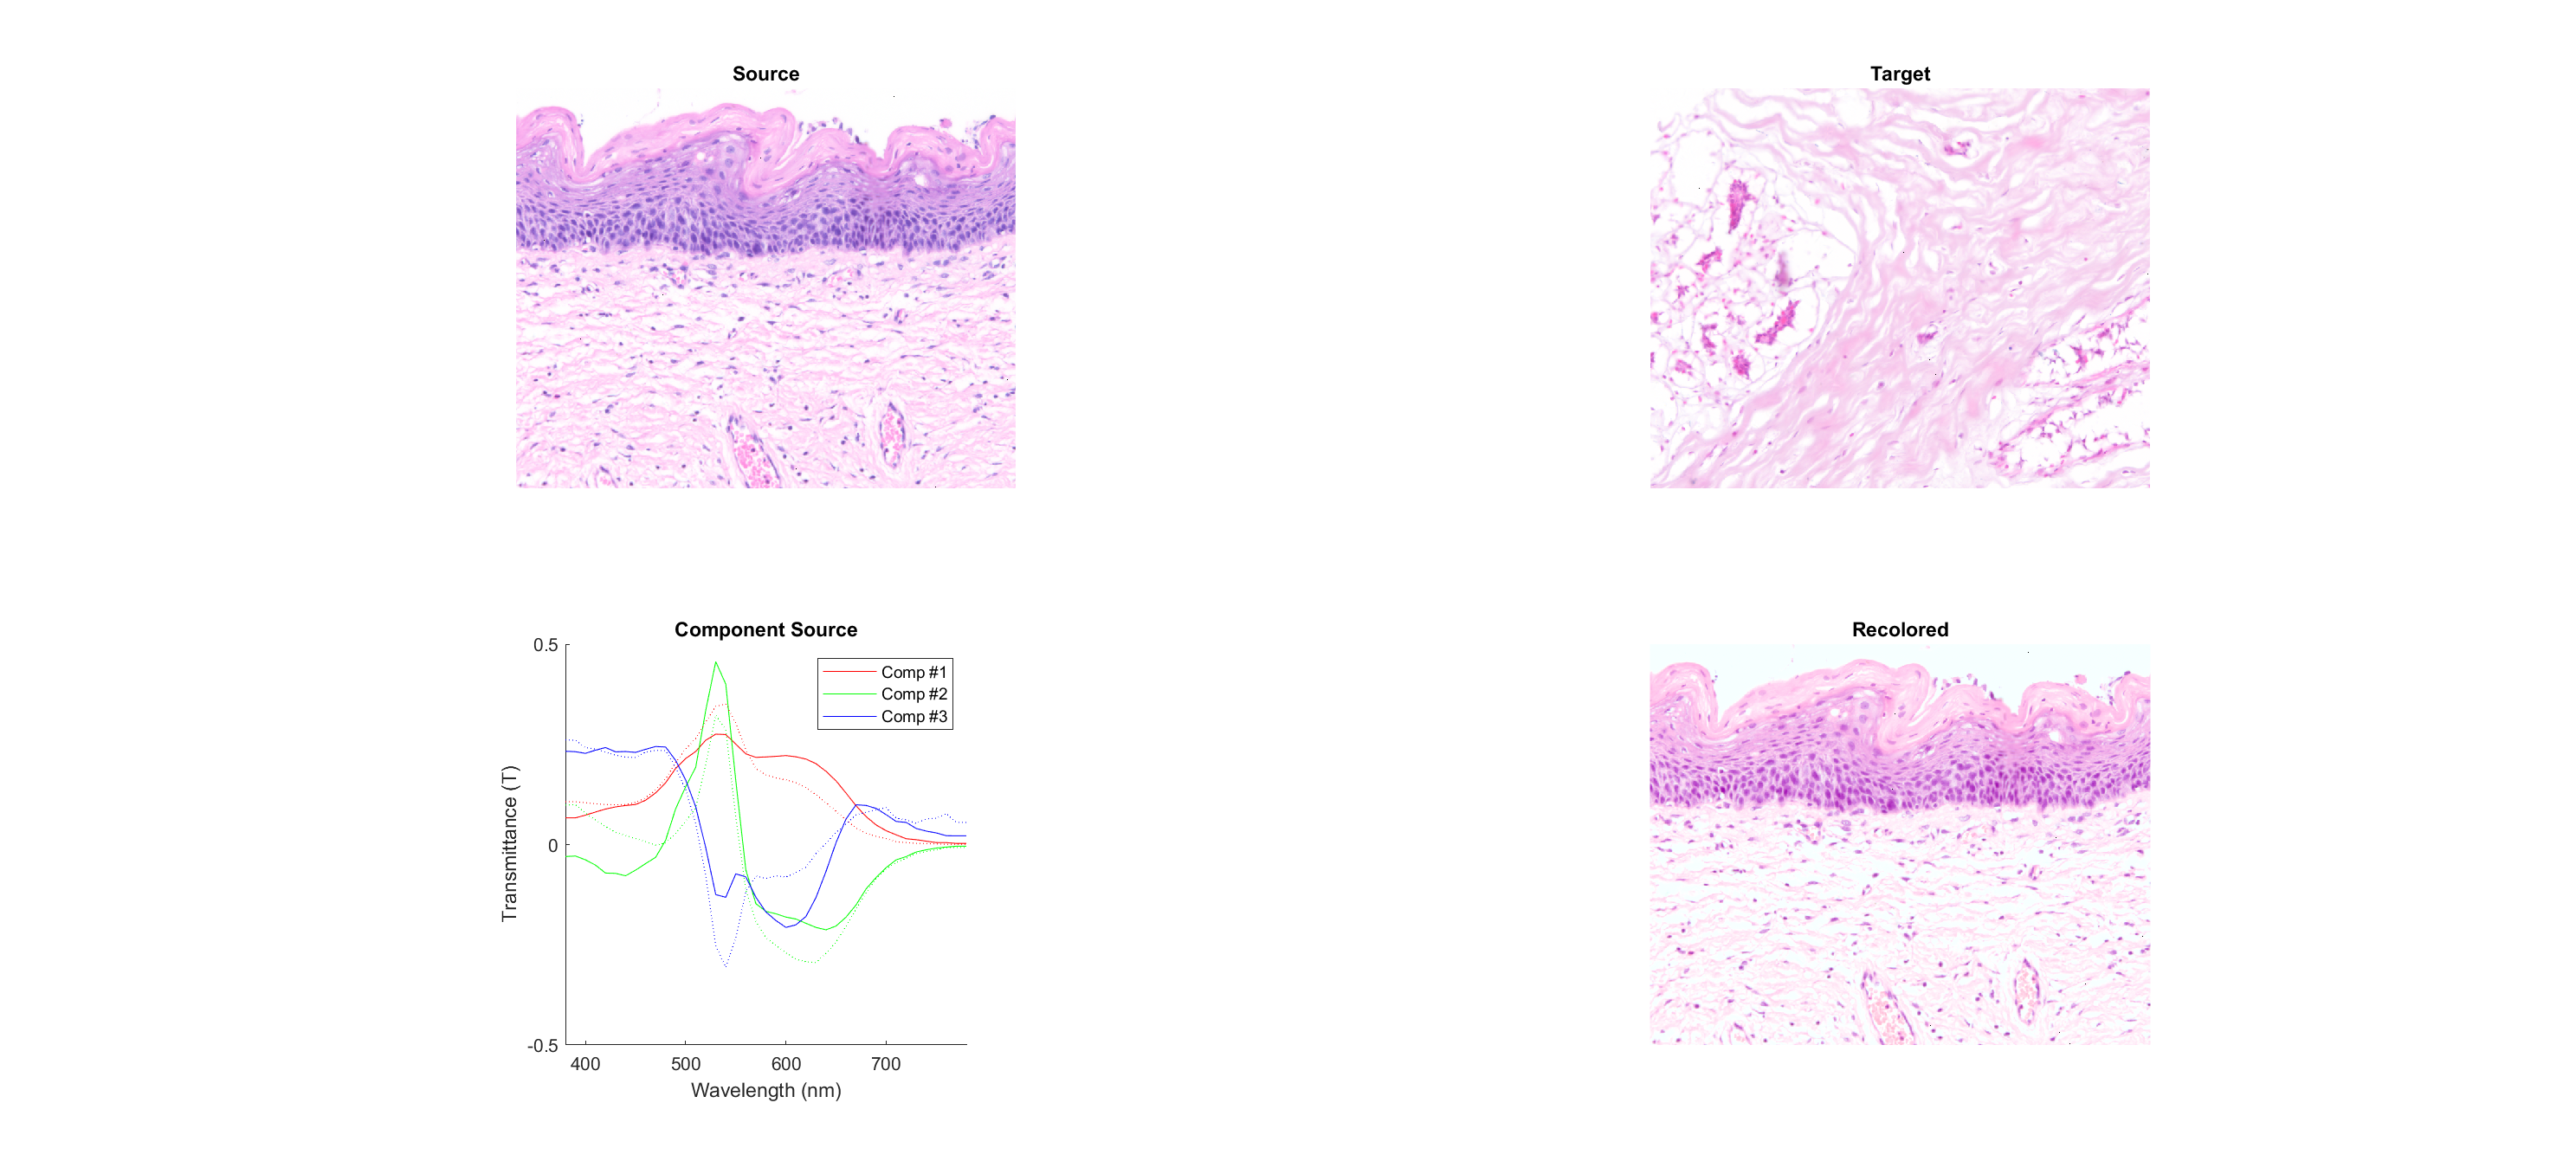 Source
Target
Component Source
0.5
0
-0.5
Transmittance (T)
400 500 600 700
Wavelength (nm)
Comp #1
Comp #2
Comp #3
Recolored